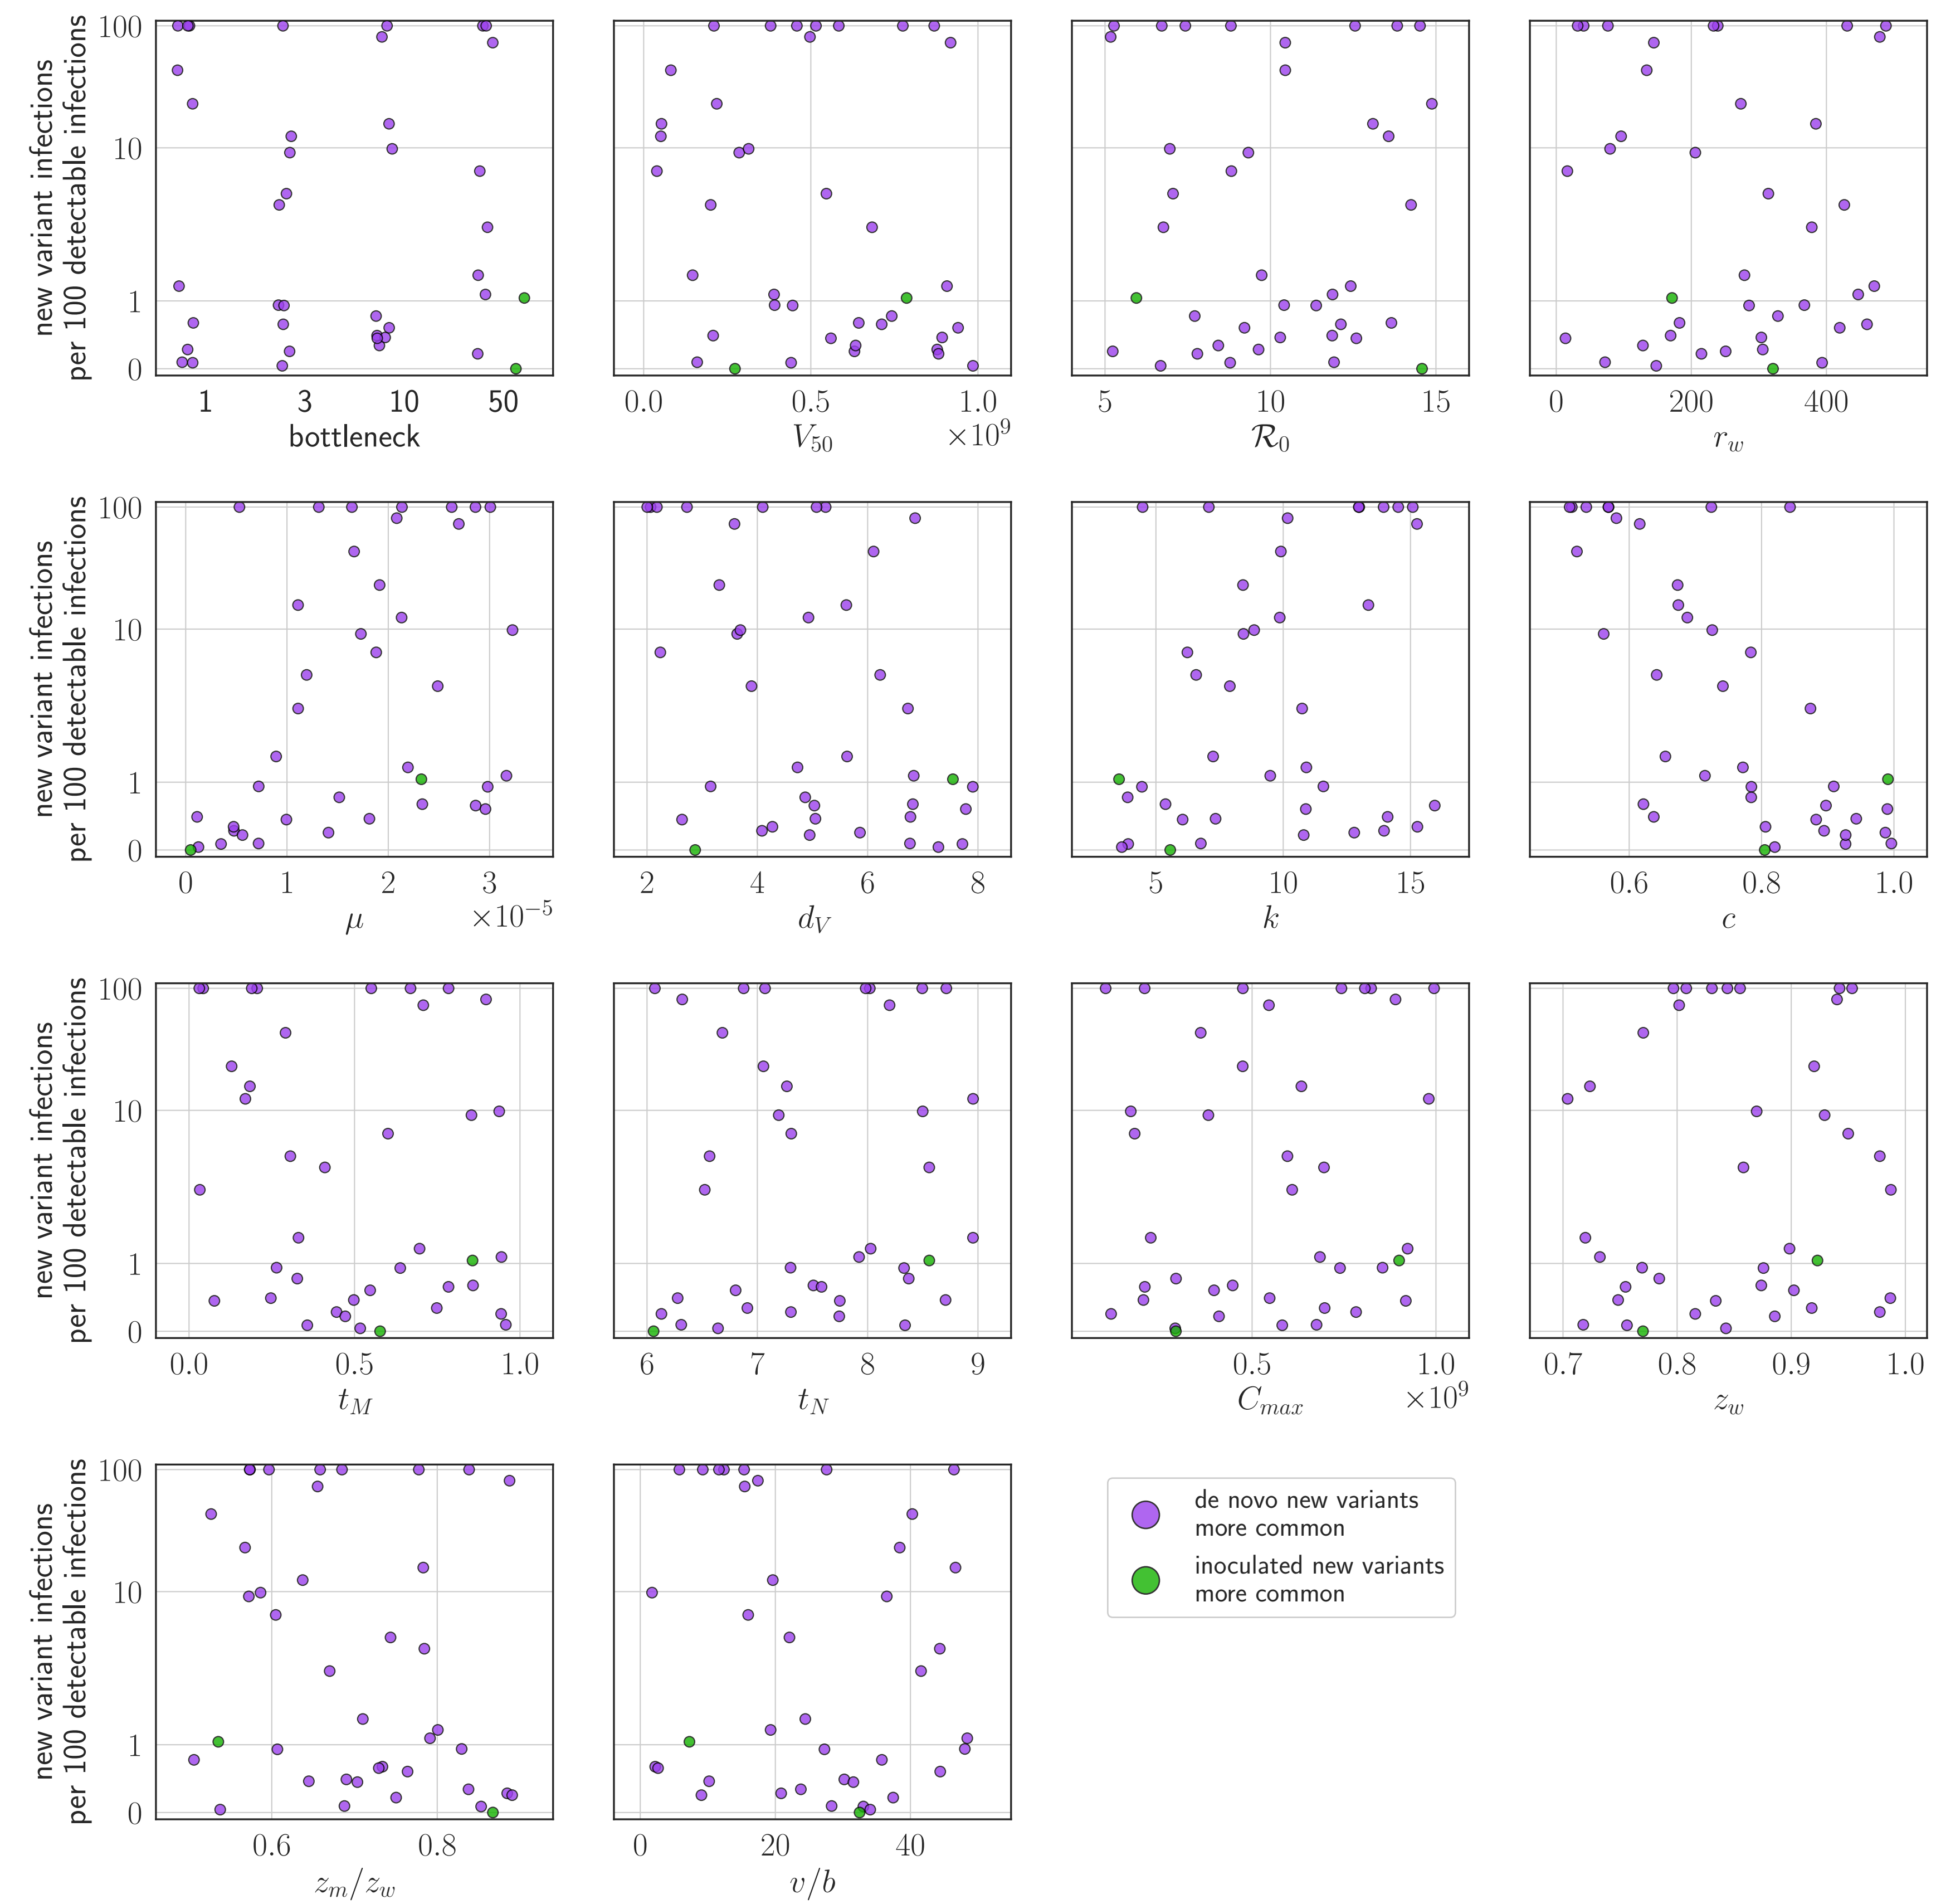 new variant infections
per 100 detectable infections
100
10
1
0
1 3 10 50
bottleneck
0.0 0.5 1.0
V₅₀ ×10⁹
5 10 15
ℛ₀
0 200 400
r_w
new variant infections
per 100 detectable infections
100
10
1
0
0 1 2 3
μ ×10⁻⁵
2 4 6 8
d_V
5 10 15
k
0.6 0.8 1.0
c
new variant infections
per 100 detectable infections
100
10
1
0
0.0 0.5 1.0
t_M
6 7 8 9
t_N
0.5 1.0
C_max ×10⁹
0.7 0.8 0.9 1.0
z_w
new variant infections
per 100 detectable infections
100
10
1
0
0.6 0.8
z_m/z_w
0 20 40
v/b
de novo new variants
more common
inoculated new variants
more common